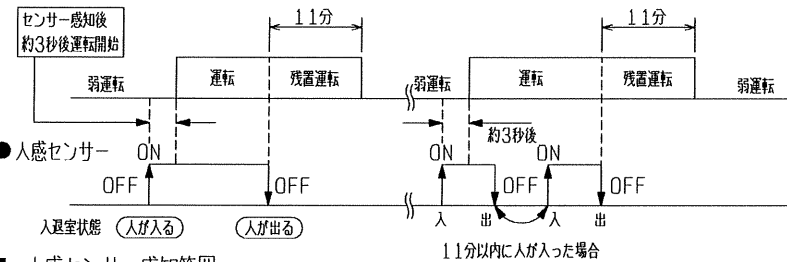 センサー感知後
約3秒後運転開始
11分
11分
弱運転
運転
残置運転
弱運転
運転
残置運転
弱運転
約3秒後
●人感センサー
ON
OFF
OFF
ON
OFF
ON
OFF
入退室状態
人が入る
人が出る
入
出
入
出
11分以内に人が入った場合
人感センサー感知範囲